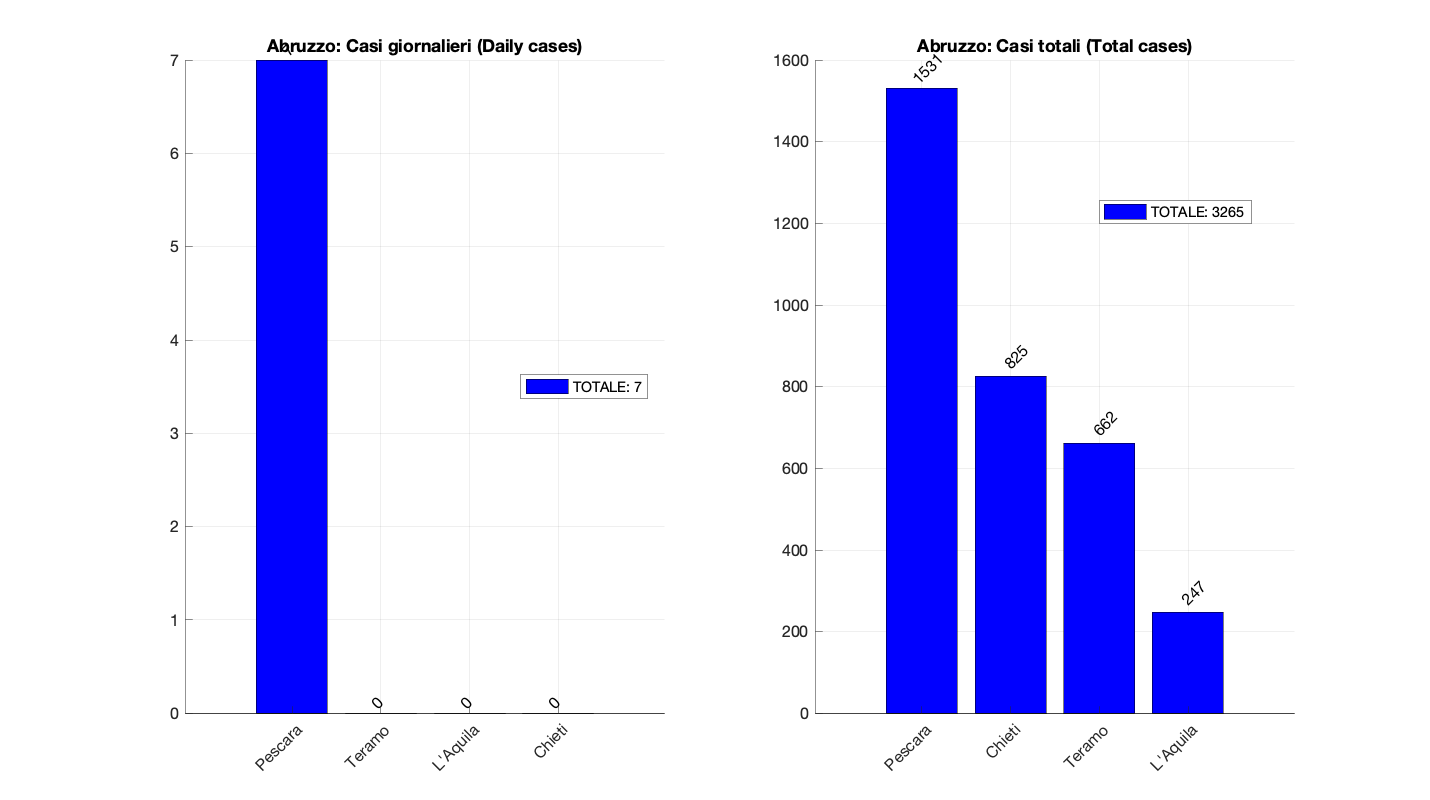 Abruzzo: Casi giornalieri (Daily cases)
7
7
6
5
4
3
2
1
0
0
0
0
TOTALE: 7
Pescara
Teramo
L'Aquila
Chieti
Abruzzo: Casi totali (Total cases)
1600
1400
1200
1000
800
600
400
200
0
1531
825
662
247
TOTALE: 3265
Pescara
Chieti
Teramo
L'Aquila